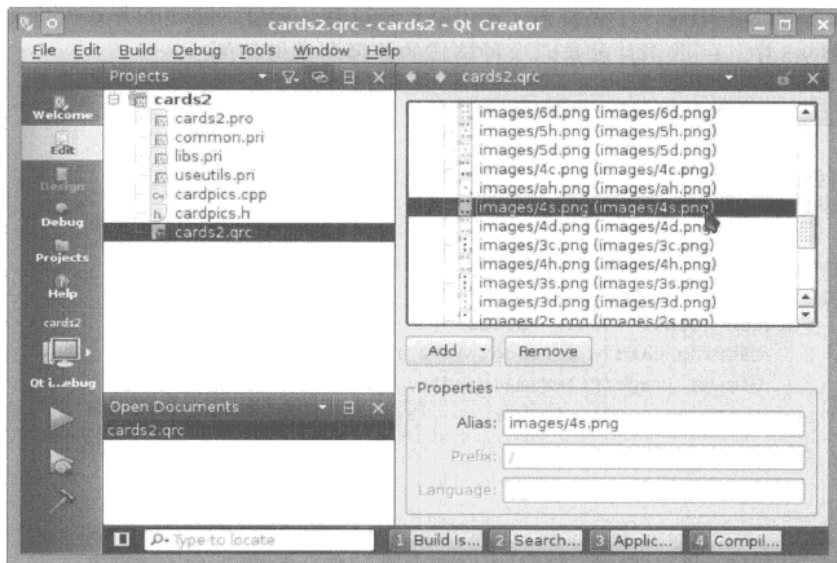 cards2.qrc - cards2 - Qt Creator
File Edit Build Debug Tools Window Help
Projects
cards2.qrc
Welcome
Edit
Design
Debug
Projects
Help
cards2
Qt i...ebug
cards2
cards2.pro
common.pri
libs.pri
useutils.pri
cardpics.cpp
cardpics.h
cards2.qrc
Open Documents
cards2.qrc
images/6d.png (images/6d.png)
images/5h.png (images/5h.png)
images/5d.png (images/5d.png)
images/4c.png (images/4c.png)
images/ah.png (images/ah.png)
images/4s.png (images/4s.png)
images/4d.png (images/4d.png)
images/3c.png (images/3c.png)
images/4h.png (images/4h.png)
images/3s.png (images/3s.png)
images/3d.png (images/3d.png)
images/2s.png (images/2s.png)
Add Remove
Properties
Alias: images/4s.png
Prefix: /
Language:
Type to locate
1 Build Is... 2 Search... 3 Applic... 4 Compil...